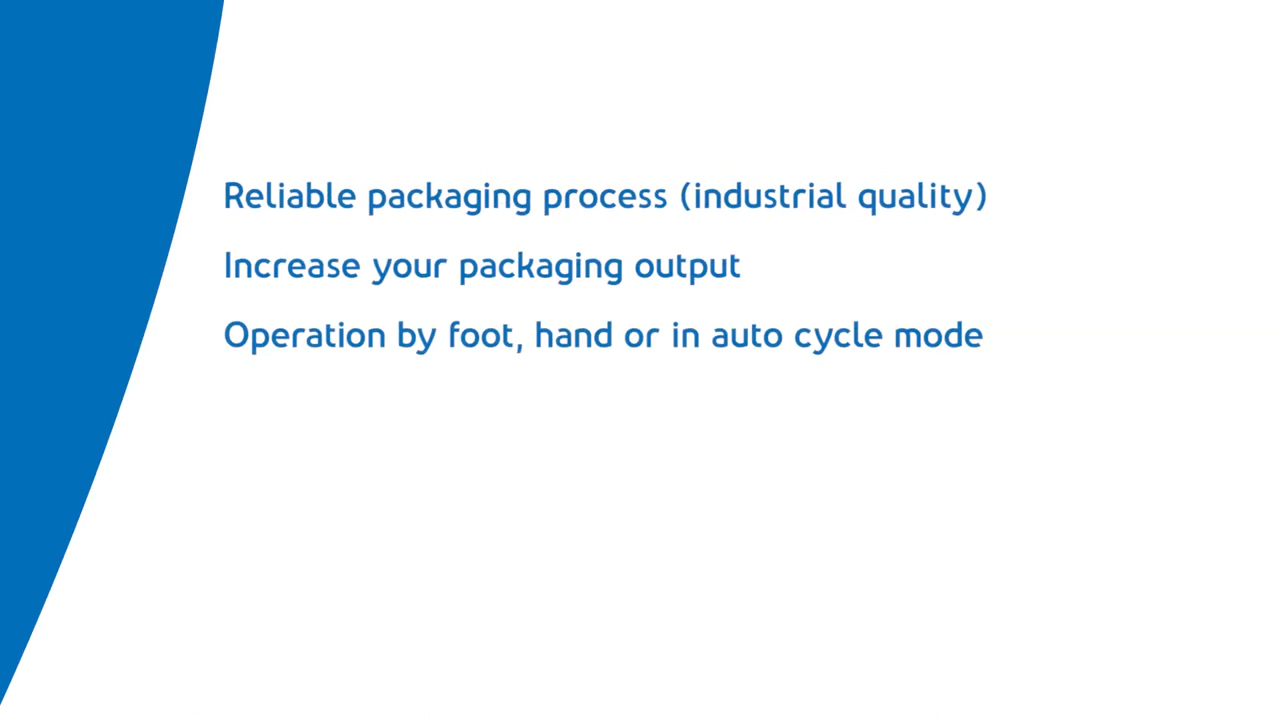 Reliable packaging process (industrial quality)
Increase your packaging output
Operation by foot, hand or in auto cycle mode